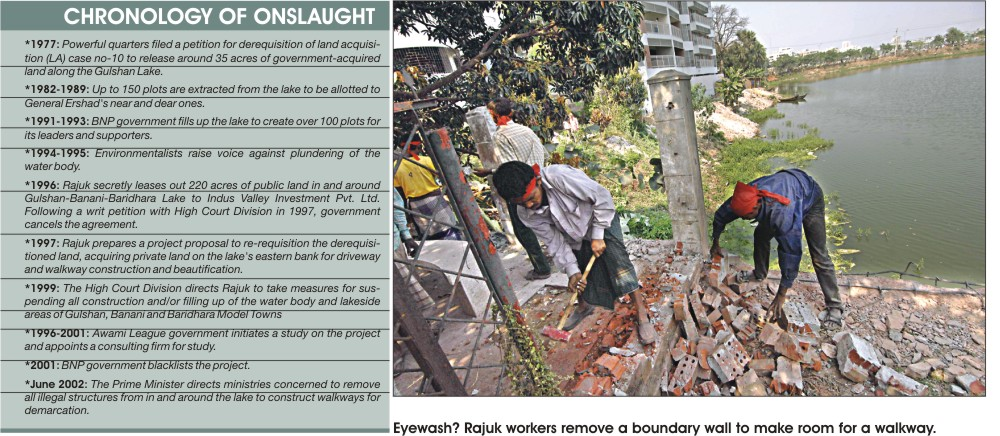 CHRONOLOGY OF ONSLAUGHT
*1977: Powerful quarters filed a petition for derequisition of land acquisi-
tion (LA) case no-10 to release around 35 acres of government-acquired
land along the Gulshan Lake.
*1982-1989: Up to 150 plots are extracted from the lake to be allotted to
General Ershad's near and dear ones.
*1991-1993: BNP government fills up the lake to create over 100 plots for
its leaders and supporters.
*1994-1995: Environmentalists raise voice against plundering of the
water body.
*1996: Rajuk secretly leases out 220 acres of public land in and around
Gulshan-Banani-Baridhara Lake to Indus Valley Investment Pvt. Ltd.
Following a writ petition with High Court Division in 1997, government
cancels the agreement.
*1997: Rajuk prepares a project proposal to re-requisition the derequisi-
tioned land, acquiring private land on the lake's eastern bank for driveway
and walkway construction and beautification.
*1999: The High Court Division directs Rajuk to take measures for sus-
pending all construction and/or filling up of the water body and lakeside
areas of Gulshan, Banani and Baridhara Model Towns
*1996-2001: Awami League government initiates a study on the project
and appoints a consulting firm for study.
*2001: BNP government blacklists the project.
*June 2002: The Prime Minister directs ministries concerned to remove
all illegal structures from in and around the lake to construct walkways for
demarcation.
Eyewash? Rajuk workers remove a boundary wall to make room for a walkway.